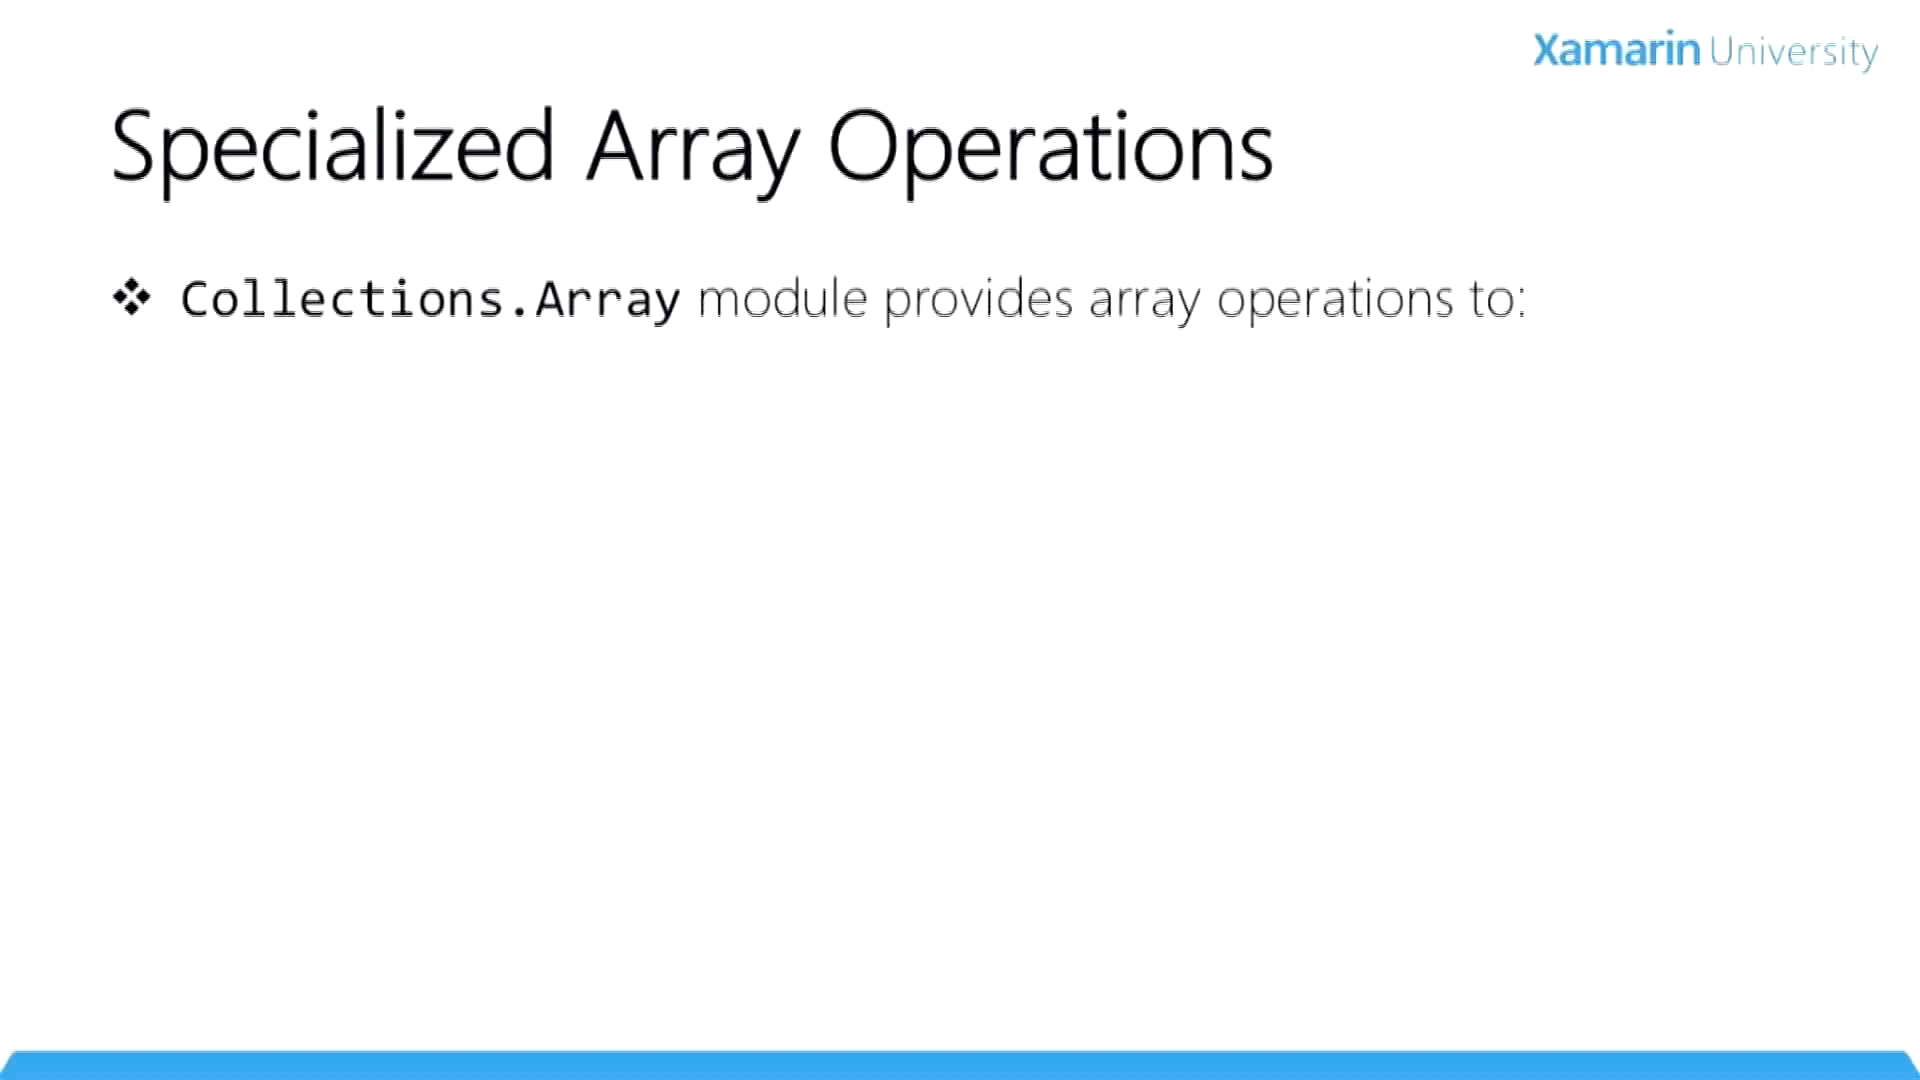 Xamarin University
Specialized Array Operations
❖ Collections.Array module provides array operations to: